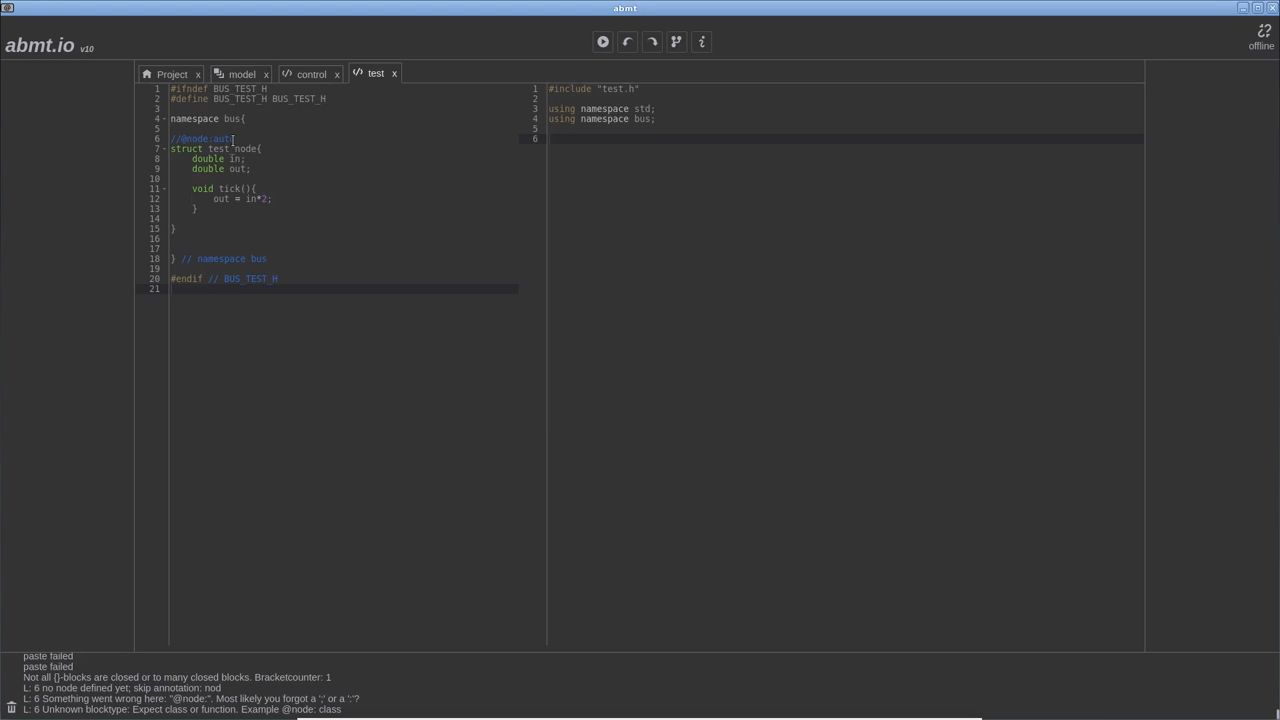 abmt
abmt.io v10
offline
Project x model x control x test x
1 #ifndef BUS_TEST_H
2 #define BUS_TEST_H BUS_TEST_H
3
4 namespace bus{
5
6 //@node:auto
7 struct test_node{
8 double in;
9 double out;
10
11 void tick(){
12 out = in*2;
13 }
14
15 }
16
17
18 } // namespace bus
19
20 #endif // BUS_TEST_H
21
1 #include "test.h"
2
3 using namespace std;
4 using namespace bus;
5
6
paste failed
paste failed
Not all {}-blocks are closed or to many closed blocks. Bracketcounter: 1
L: 6 no node defined yet; skip annotation: nod
L: 6 Something went wrong here: "@node:". Most likely you forgot a ';' or a ':'?
L: 6 Unknown blocktype: Expect class or function. Example @node: class